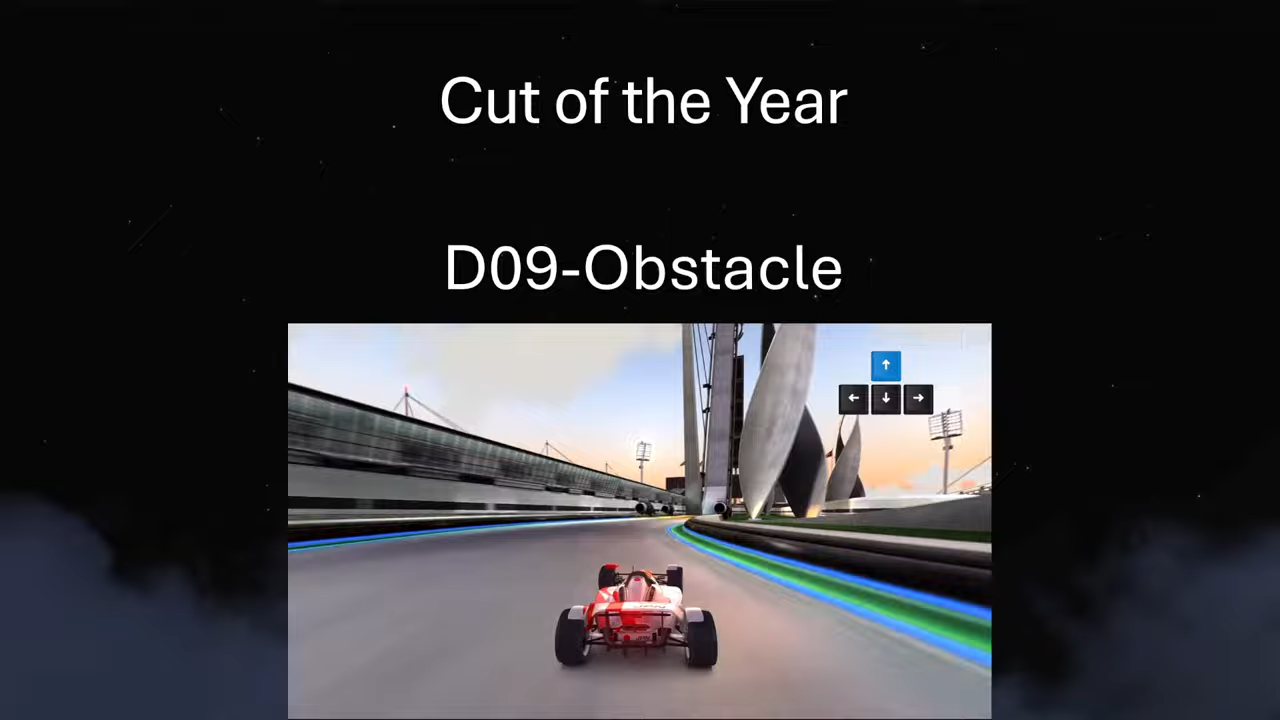 Cut of the Year
D09-Obstacle
↑
← ↓ →